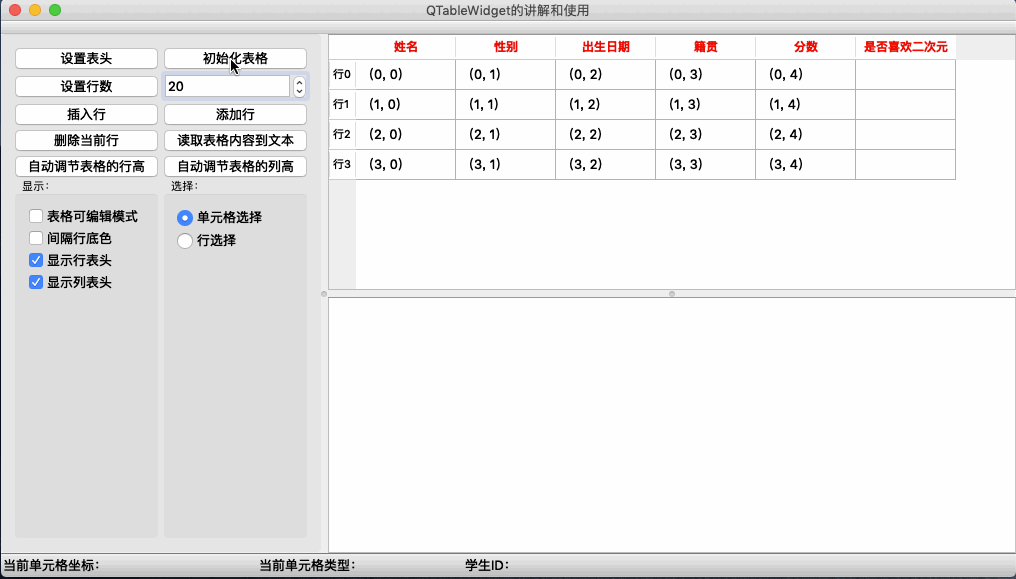 QTableWidget的讲解和使用
设置表头 初始化表格
设置行数 20
插入行 添加行
删除当前行 读取表格内容到文本
自动调节表格的行高 自动调节表格的列高
显示: 选择:
表格可编辑模式 单元格选择
间隔行底色 行选择
显示行表头
显示列表头
姓名 性别 出生日期 籍贯 分数 是否喜欢二次元
行0 (0, 0) (0, 1) (0, 2) (0, 3) (0, 4)
行1 (1, 0) (1, 1) (1, 2) (1, 3) (1, 4)
行2 (2, 0) (2, 1) (2, 2) (2, 3) (2, 4)
行3 (3, 0) (3, 1) (3, 2) (3, 3) (3, 4)
当前单元格坐标: 当前单元格类型: 学生ID: